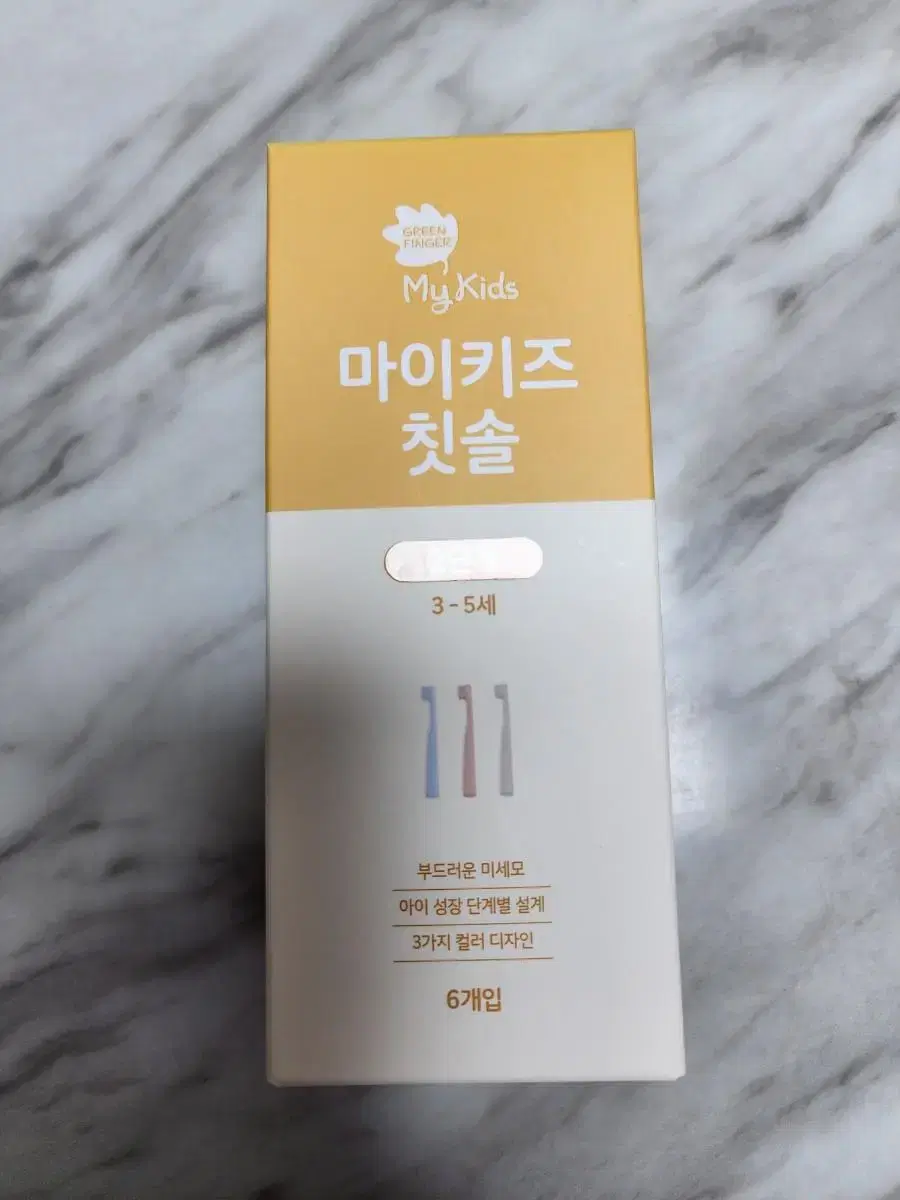 GREEN
FINGER
My Kids
마이키즈
칫솔
3 - 5세
부드러운 미세모
아이 성장 단계별 설계
3가지 컬러 디자인
6개입